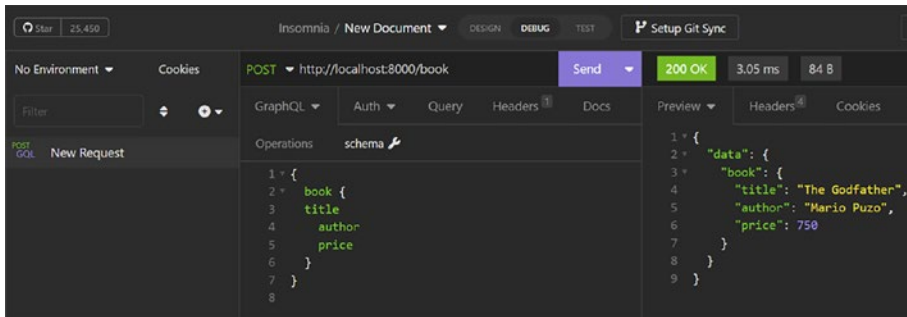 Star 25,450 Insomnia / New Document DESIGN DEBUG TEST Setup Git Sync
No Environment Cookies
Filter
POST GQL New Request
POST http://localhost:8000/book Send
GraphQL Auth Query Headers 1 Docs
Operations schema
1 {
2 book {
3 title
4 author
5 price
6 }
7 }
8
200 OK 3.05 ms 84 B
Preview Headers 4 Cookies
1 {
2 "data": {
3 "book": {
4 "title": "The Godfather",
5 "author": "Mario Puzo",
6 "price": 750
7 }
8 }
9 }